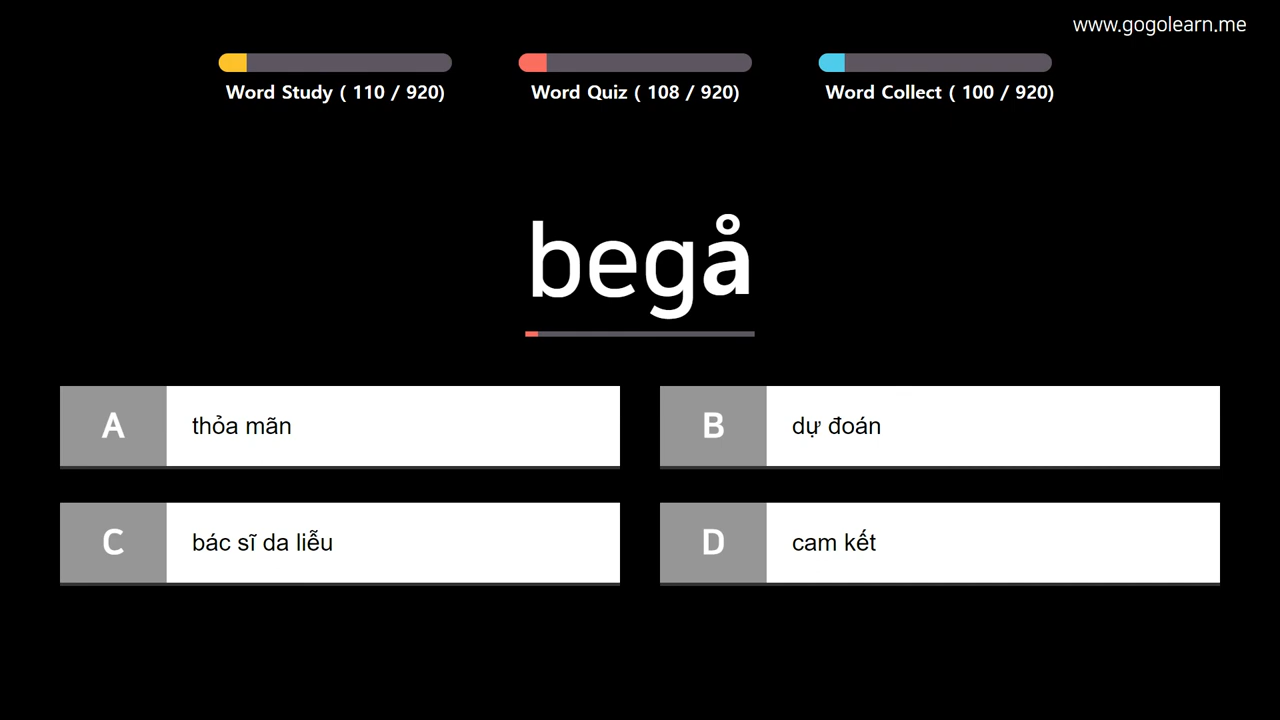 www.gogolearn.me
Word Study ( 110 / 920)
Word Quiz ( 108 / 920)
Word Collect ( 100 / 920)
begå
A
thỏa mãn
B
dự đoán
C
bác sĩ da liễu
D
cam kết